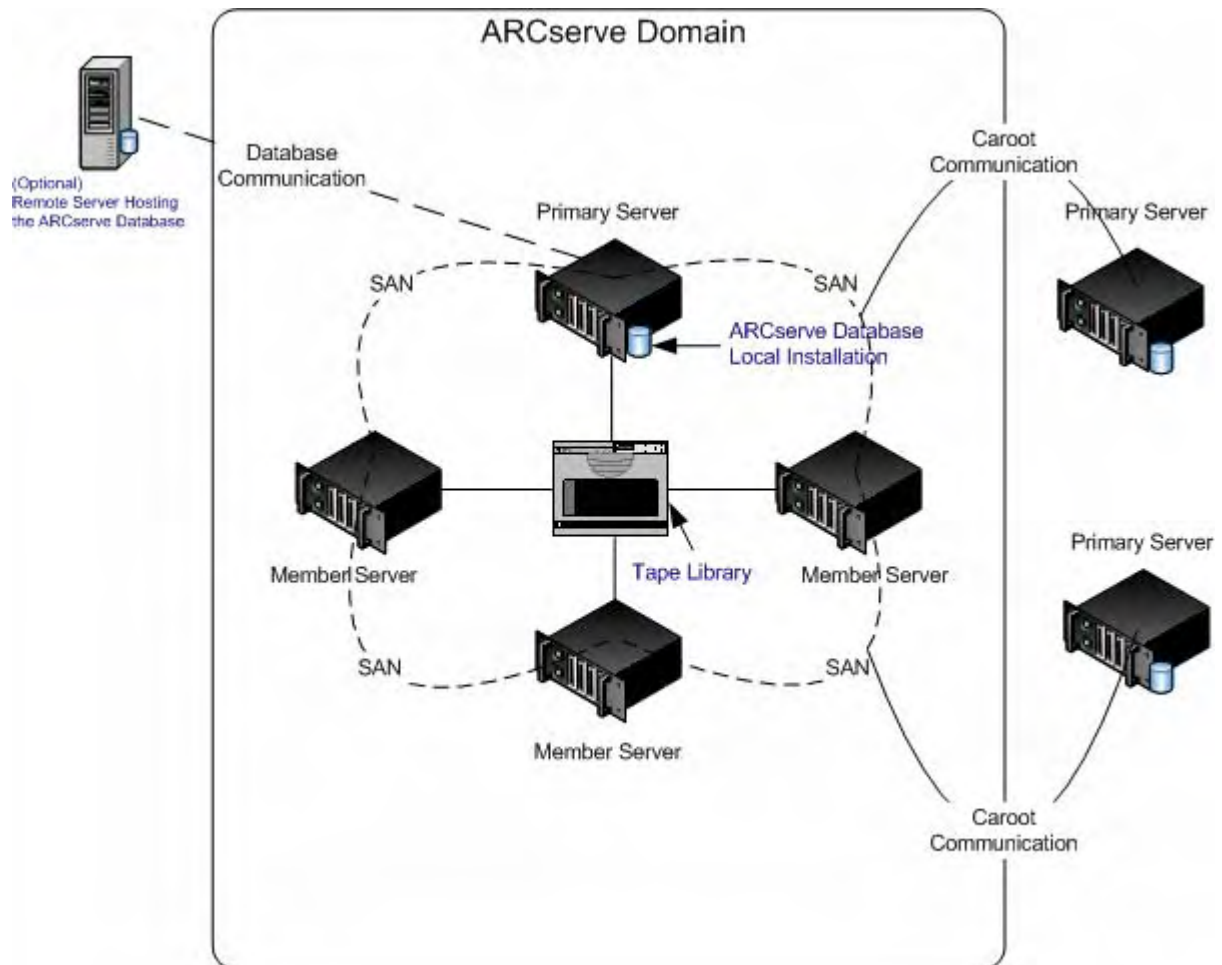 ARCserve Domain
Database
Communication
Caroot
Communication
(Optional)
Remote Server Hosting
the ARCserve Database
Primary Server
Primary Server
SAN
SAN
ARCserve Database
Local Installation
Primary Server
Member Server
Tape Library
Member Server
SAN
SAN
Member Server
Caroot
Communication